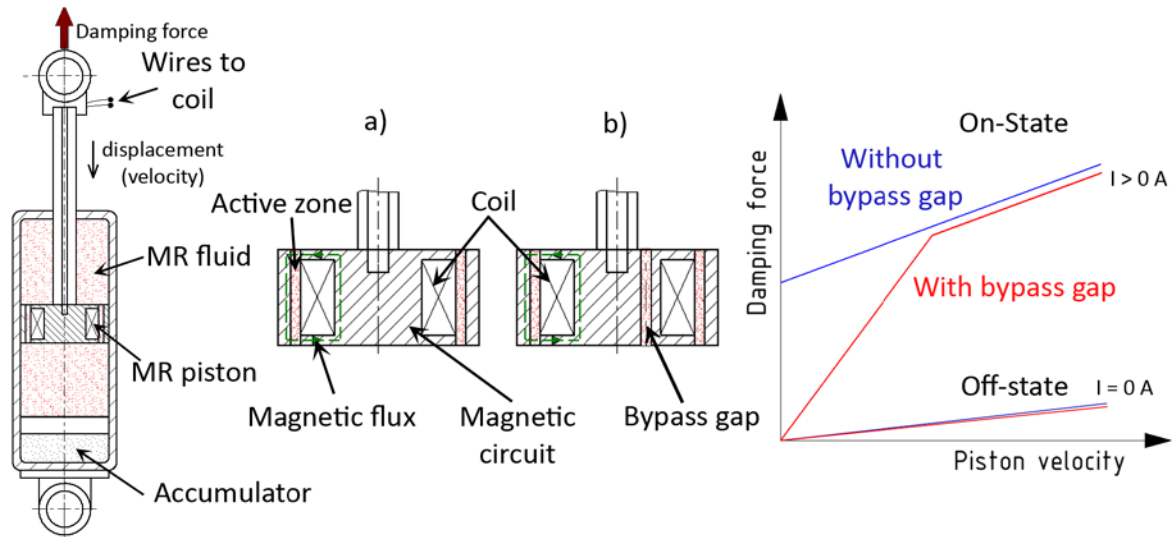 Damping force
Wires to
coil
displacement
(velocity)
MR fluid
MR piston
Accumulator
a)
b)
Active zone
Coil
Magnetic flux
Magnetic
circuit
Bypass gap
Damping force
On-State
Without
bypass gap
I > 0 A
With bypass gap
Off-state
I = 0 A
Piston velocity